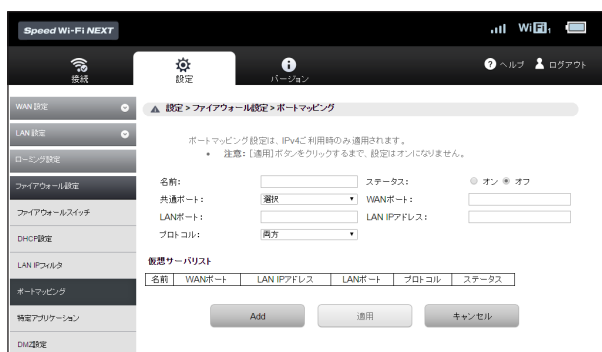 Speed Wi-Fi NEXT
WiFi1
接続
設定
バージョン
? ヘルプ
ログアウト
WAN 設定
LAN 設定
ローミング設定
ファイアウォール設定
ファイアウォールスイッチ
DHCP設定
LAN IPフィルタ
ポートマッピング
特定アプリケーション
DMZ設定
設定 > ファイアウォール設定 > ポートマッピング
ポートマッピング設定は、IPv4ご利用時のみ適用されます。
• 注意: [適用]ボタンをクリックするまで、設定はオンになりません。
名前:
ステータス:
オン
オフ
共通ポート:
選択
WANポート:
LANポート:
LAN IPアドレス:
プロトコル:
両方
仮想サーバリスト
名前 WANポート LAN IPアドレス LANポート プロトコル ステータス
Add
適用
キャンセル